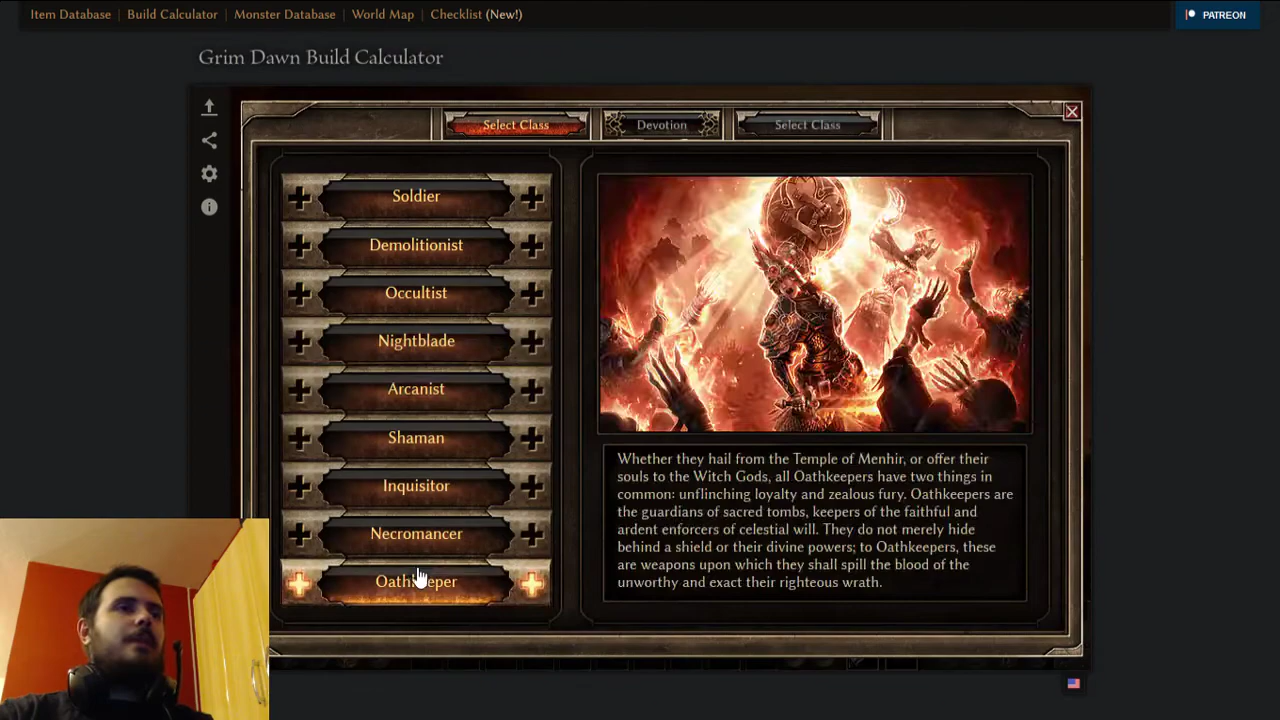 Item Database | Build Calculator | Monster Database | World Map | Checklist (New!)
PATREON
Grim Dawn Build Calculator
Select Class
Devotion
Select Class
Soldier
Demolitionist
Occultist
Nightblade
Arcanist
Shaman
Inquisitor
Necromancer
Oathkeeper
Whether they hail from the Temple of Menhir, or offer their
souls to the Witch Gods, all Oathkeepers have two things in
common: unflinching loyalty and zealous fury. Oathkeepers are
the guardians of sacred tombs, keepers of the faithful and
ardent enforcers of celestial will. They do not merely hide
behind a shield or their divine powers; to Oathkeepers, these
are weapons upon which they shall spill the blood of the
unworthy and exact their righteous wrath.